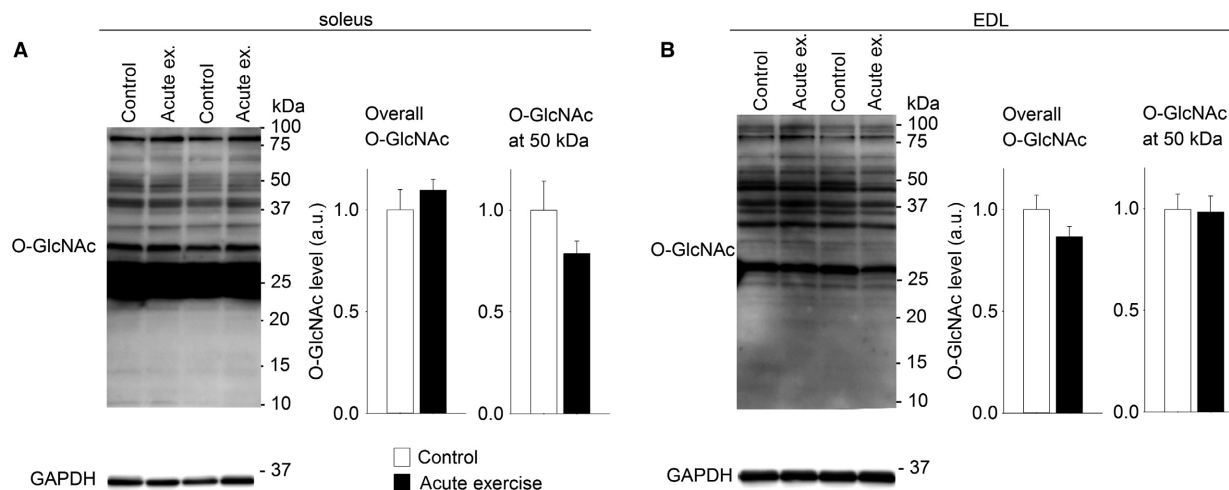 soleus
A
Control
Acute ex.
Control
Acute ex.
kDa
100
75
50
37
25
20
15
10
O-GlcNAc
GAPDH
- 37
Overall
O-GlcNAc
O-GlcNAc
at 50 kDa
O-GlcNAc level (a.u.)
1.0
0.5
0.0
1.0
0.5
0.0
Control
Acute exercise
EDL
B
Control
Acute ex.
Control
Acute ex.
kDa
100
75
50
37
25
20
15
10
O-GlcNAc
GAPDH
- 37
Overall
O-GlcNAc
O-GlcNAc
at 50 kDa
O-GlcNAc level (a.u.)
1.0
0.5
0.0
1.0
0.5
0.0